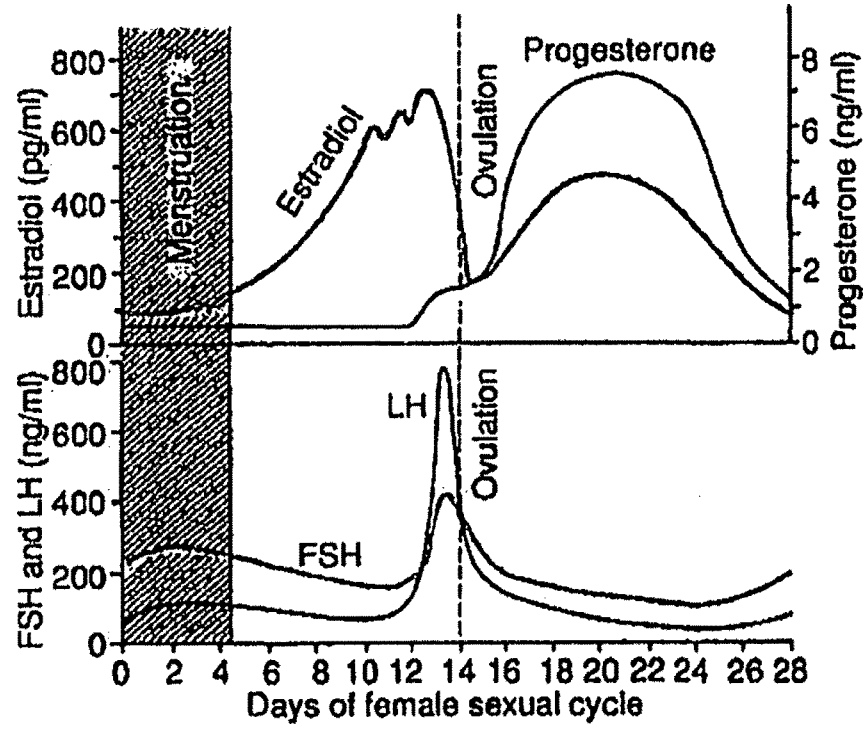 Progesterone
Estradiol (pg/ml)
800
600
400
200
0
Menstruation
Estradiol
Ovulation
8
6
4
2
0
Progesterone (ng/ml)
FSH and LH (ng/ml)
800
600
400
200
0
LH
FSH
Ovulation
0 2 4 6 8 10 12 14 16 18 20 22 24 26 28
Days of female sexual cycle